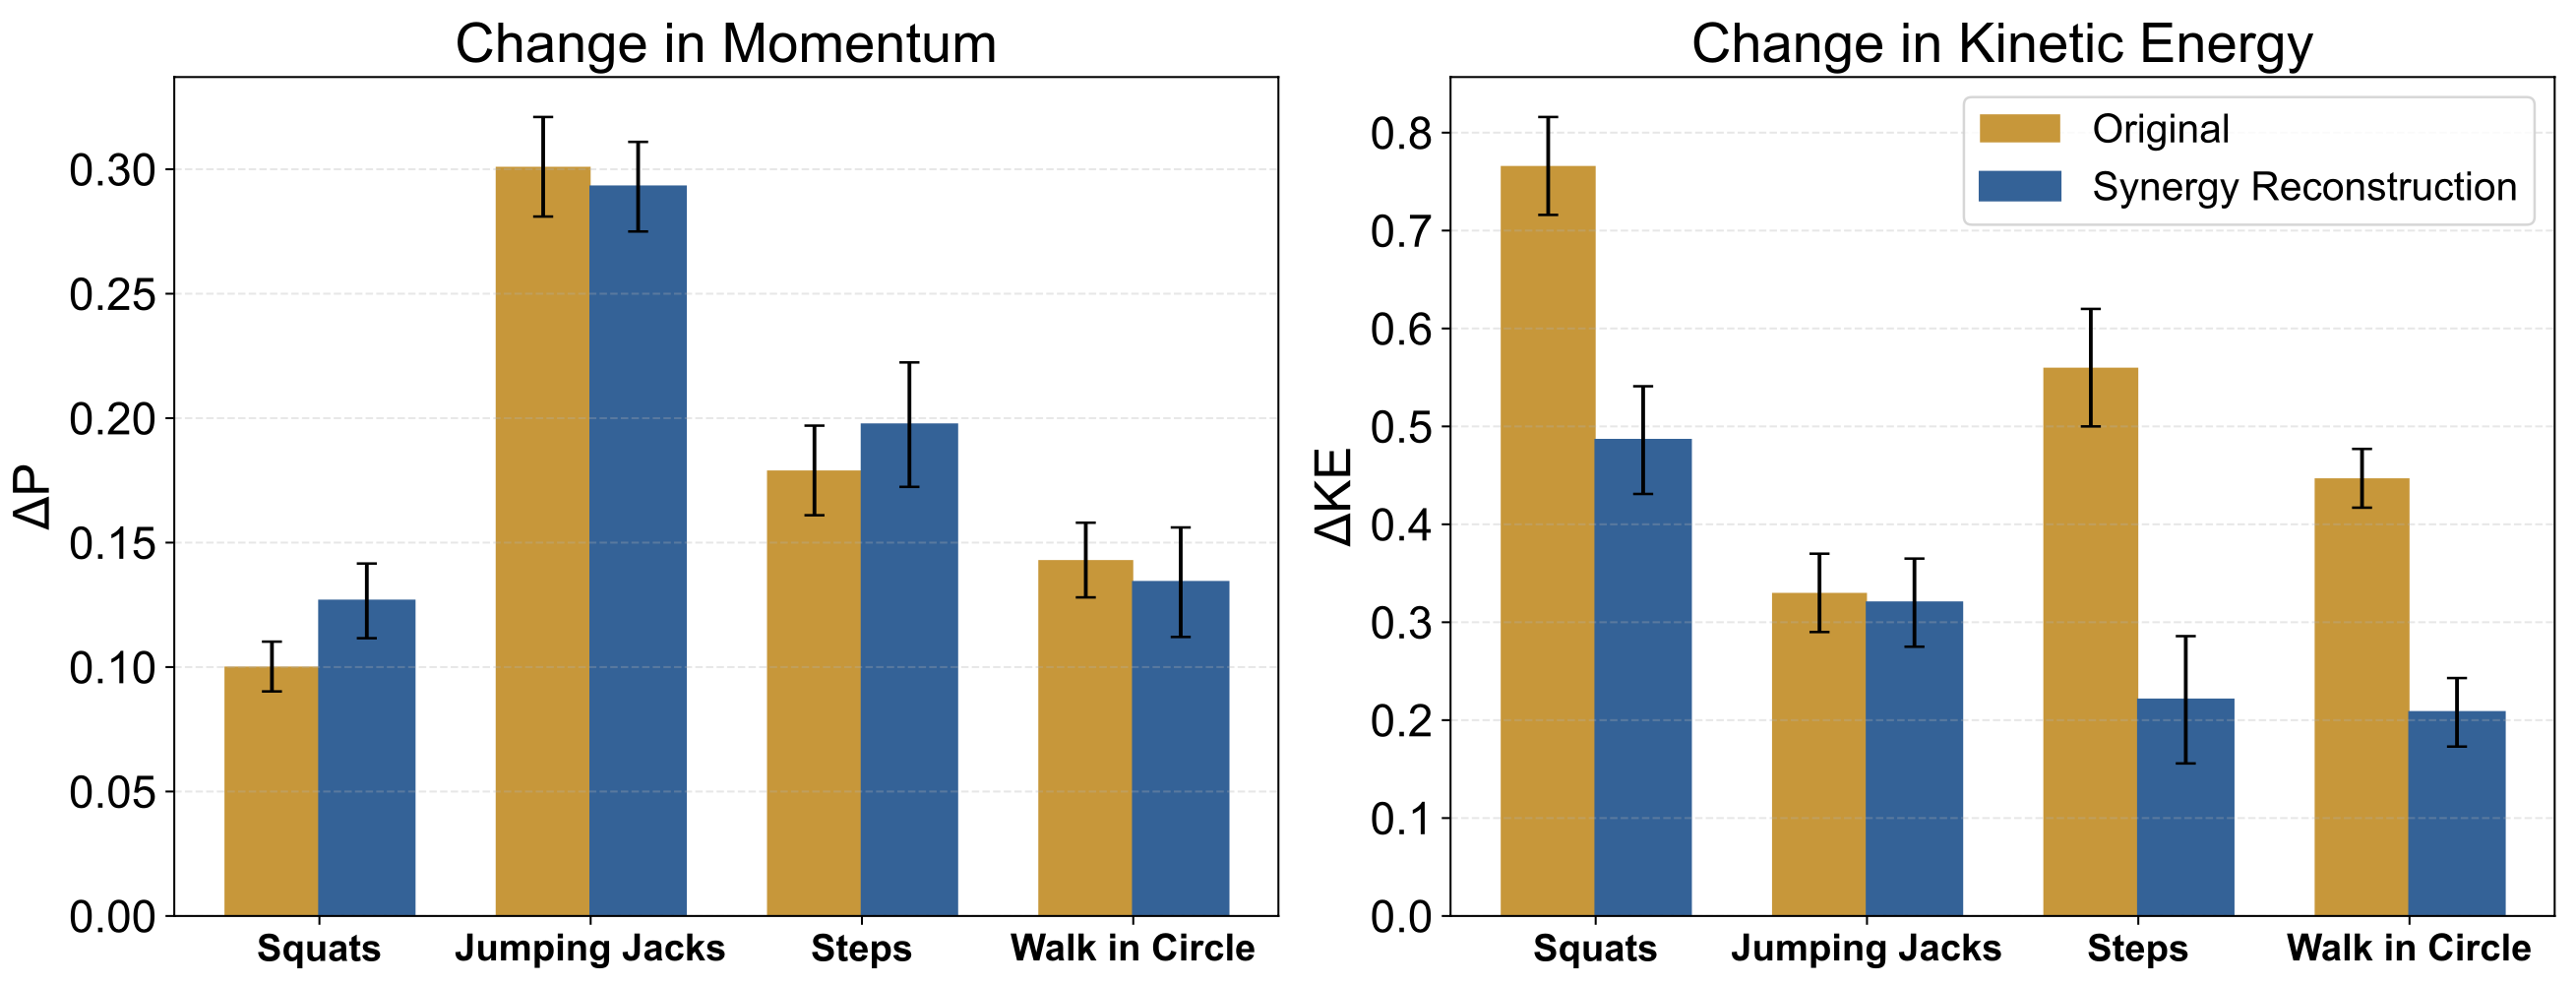 Change in Momentum
ΔP
0.30
0.25
0.20
0.15
0.10
0.05
0.00
Squats
Jumping Jacks
Steps
Walk in Circle
Change in Kinetic Energy
Original
Synergy Reconstruction
ΔKE
0.8
0.7
0.6
0.5
0.4
0.3
0.2
0.1
0.0
Squats
Jumping Jacks
Steps
Walk in Circle